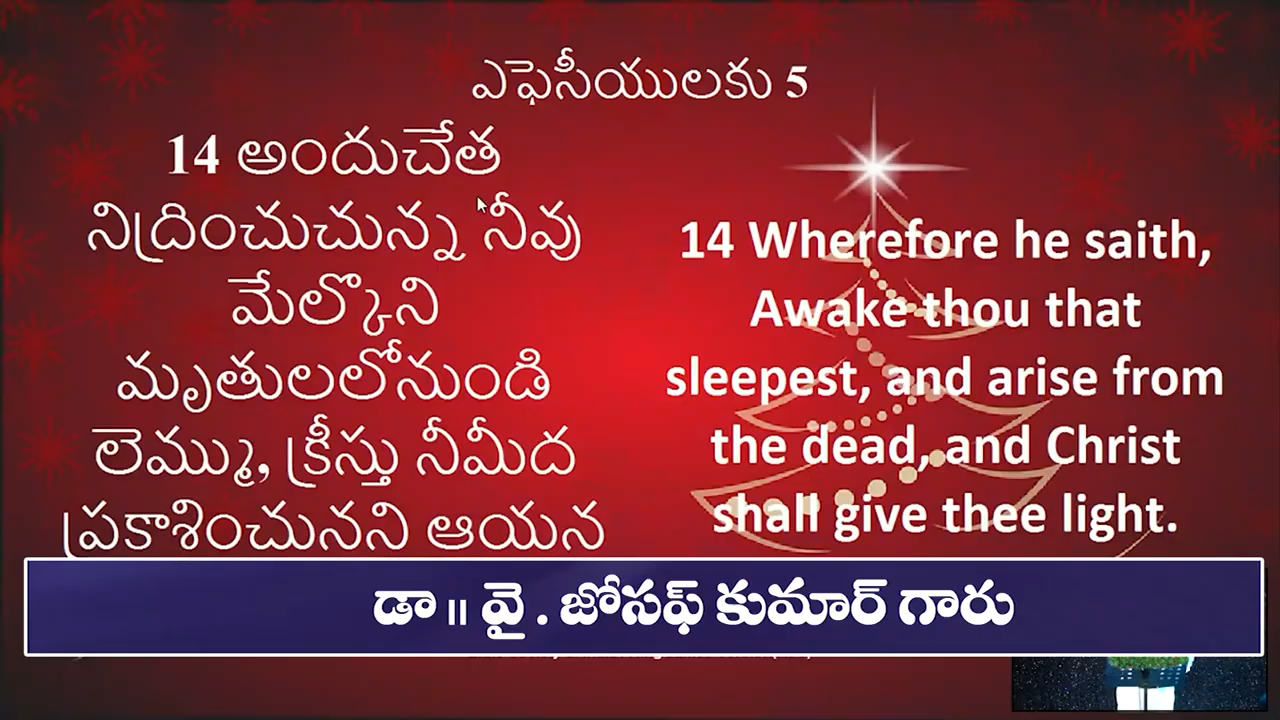 ఎఫెసీయులకు 5
14 అందుచేత
నిద్రించుచున్న నీవు
మేల్కొని
మృతులలోనుండి
లెమ్ము, క్రీస్తు నీమీద
ప్రకాశించునని ఆయన
14 Wherefore he saith,
Awake thou that
sleepest, and arise from
the dead, and Christ
shall give thee light.
డా॥ వై . జోసఫ్ కుమార్ గారు